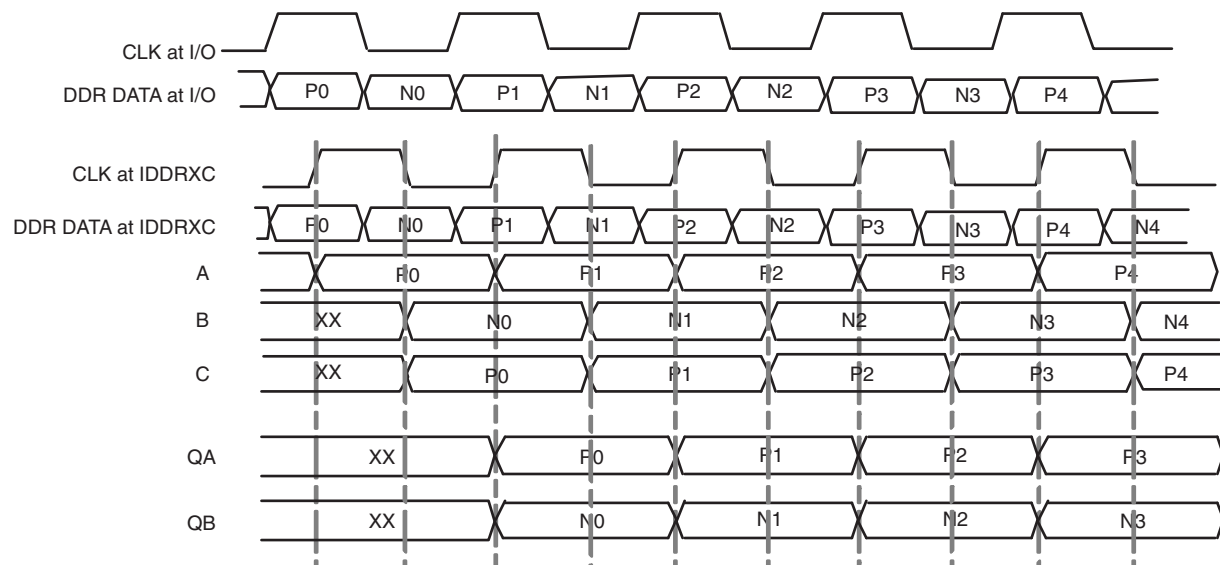 CLK at I/O
DDR DATA at I/O P0 N0 P1 N1 P2 N2 P3 N3 P4
CLK at IDDRXC
DDR DATA at IDDRXC P0 N0 P1 N1 P2 N2 P3 N3 P4 N4
A P0 P1 P2 P3 P4
B XX N0 N1 N2 N3 N4
C XX P0 P1 P2 P3 P4
QA XX P0 P1 P2 P3
QB XX N0 N1 N2 N3